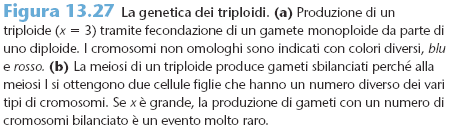 Figura 13.27 La genetica dei triploidi. (a) Produzione di un
triploide (x = 3) tramite fecondazione di un gamete monoploide da parte di
uno diploide. I cromosomi non omologhi sono indicati con colori diversi, blu
e rosso. (b) La meiosi di un triploide produce gameti sbilanciati perché alla
meiosi I si ottengono due cellule figlie che hanno un numero diverso dei vari
tipi di cromosomi. Se x è grande, la produzione di gameti con un numero di
cromosomi bilanciato è un evento molto raro.